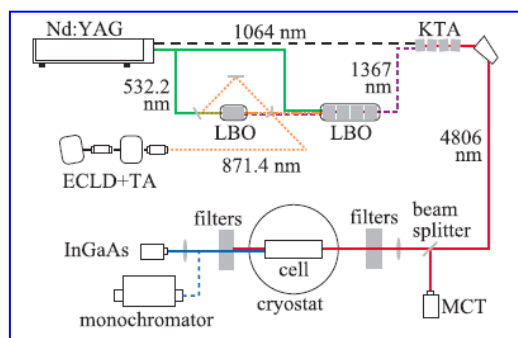 Nd:YAG
1064 nm
KTA
532.2
nm
1367
nm
LBO
LBO
4806
nm
871.4 nm
ECLD+TA
filters
filters
beam
splitter
InGaAs
cell
cryostat
MCT
monochromator